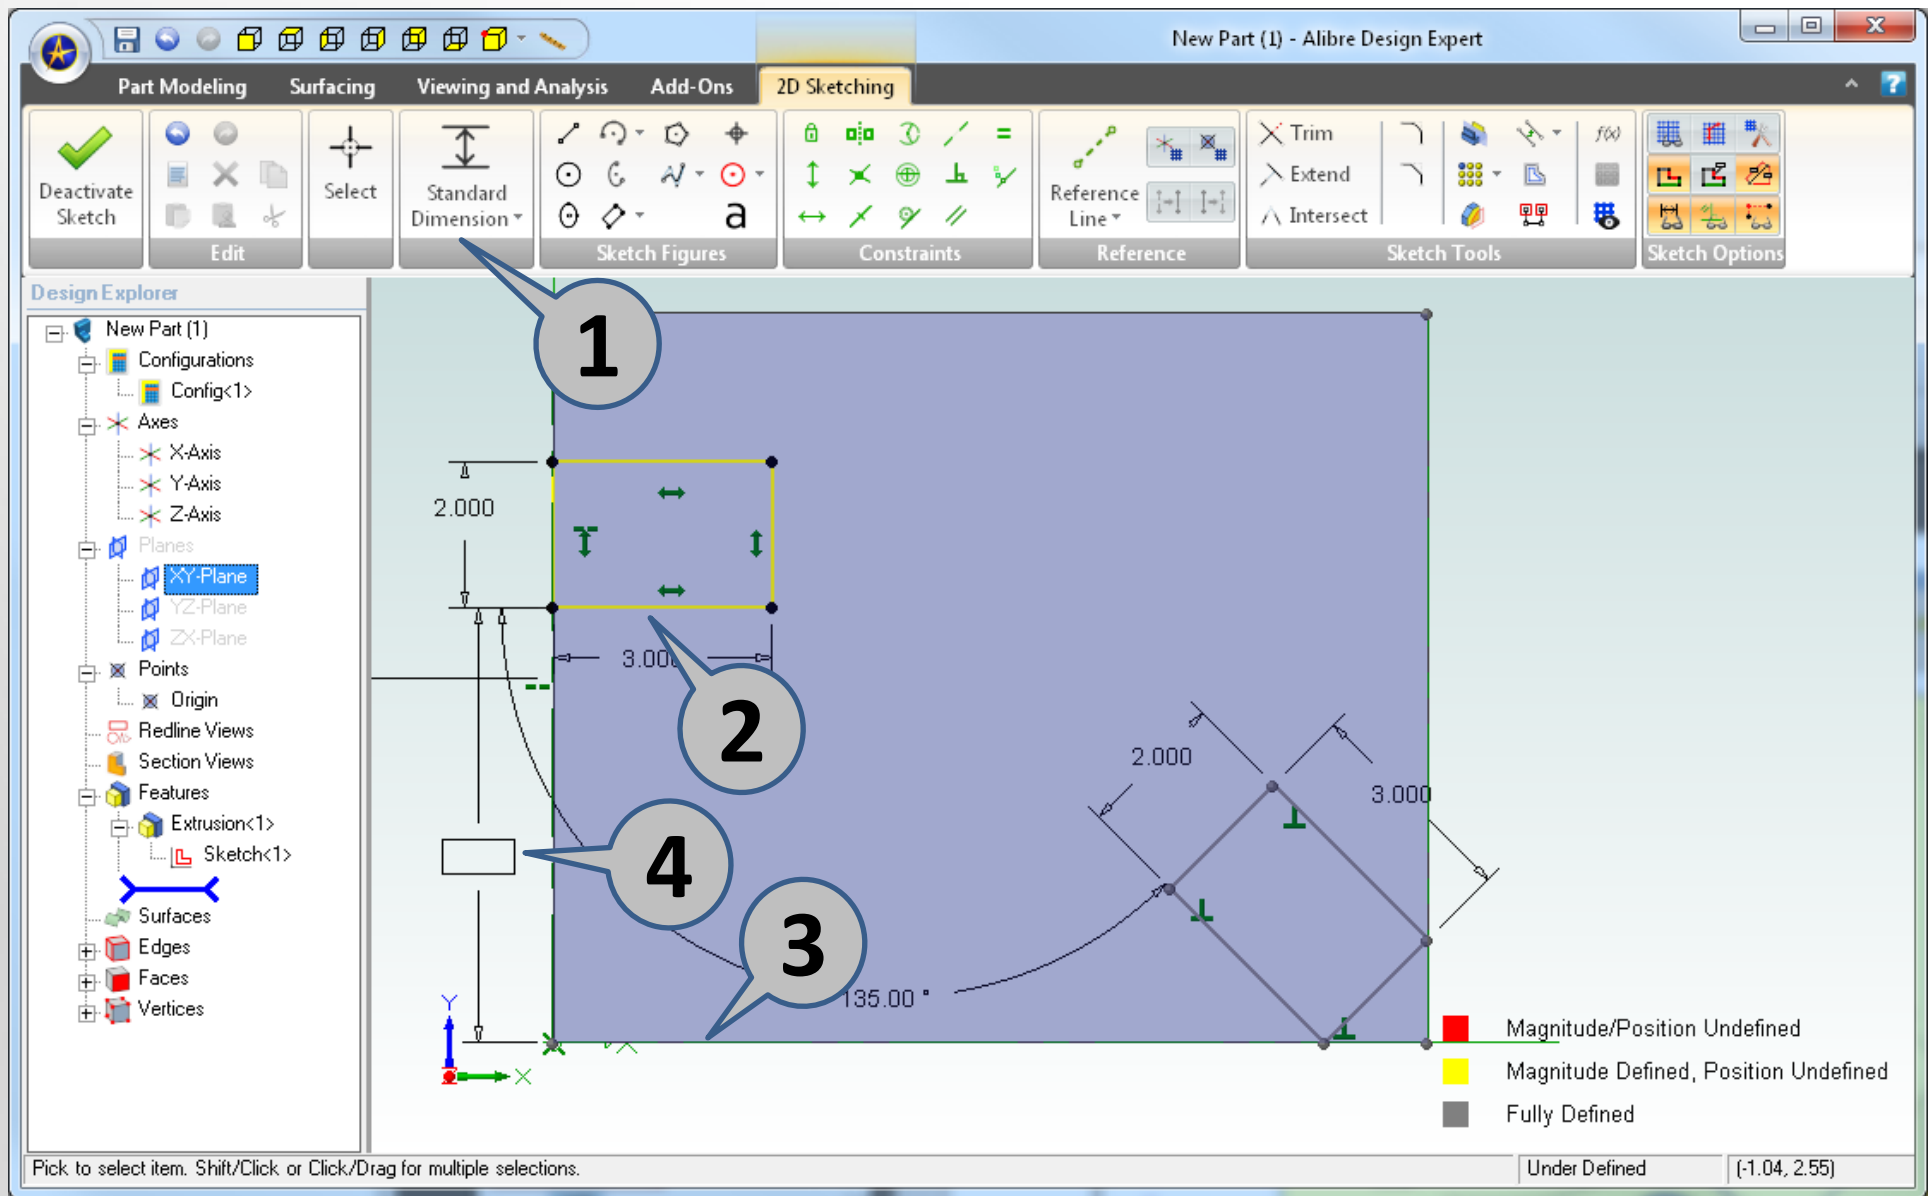 New Part (1) - Alibre Design Expert
Part Modeling
Surfacing
Viewing and Analysis
Add-Ons
2D Sketching
Deactivate
Sketch
Edit
Select
Standard
Dimension
a
Sketch Figures
Constraints
Reference
Line
Reference
Trim
Extend
Intersect
f(x)
Sketch Tools
Sketch Options
Design Explorer
New Part (1)
Configurations
Config<1>
Axes
X-Axis
Y-Axis
Z-Axis
Planes
XY-Plane
YZ-Plane
ZX-Plane
Points
Origin
Redline Views
Section Views
Features
Extrusion<1>
Sketch<1>
Surfaces
Edges
Faces
Vertices
1
2.000
2
2.000
3.000
4
3
135.00 °
Y
X
Magnitude/Position Undefined
Magnitude Defined, Position Undefined
Fully Defined
Pick to select item. Shift/Click or Click/Drag for multiple selections.
Under Defined
(-1.04, 2.55)